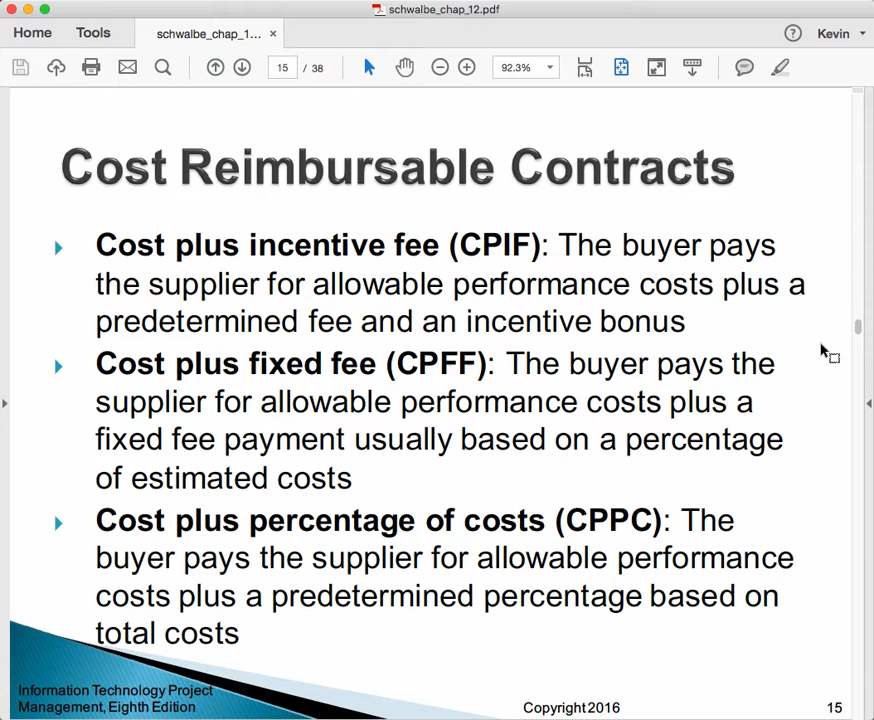 schwalbe_chap_12.pdf
Home Tools schwalbe_chap_1... × ? Kevin
15 / 38 92.3%
Cost Reimbursable Contracts
Cost plus incentive fee (CPIF): The buyer pays
the supplier for allowable performance costs plus a
predetermined fee and an incentive bonus
Cost plus fixed fee (CPFF): The buyer pays the
supplier for allowable performance costs plus a
fixed fee payment usually based on a percentage
of estimated costs
Cost plus percentage of costs (CPPC): The
buyer pays the supplier for allowable performance
costs plus a predetermined percentage based on
total costs
Information Technology Project
Management, Eighth Edition Copyright 2016 15